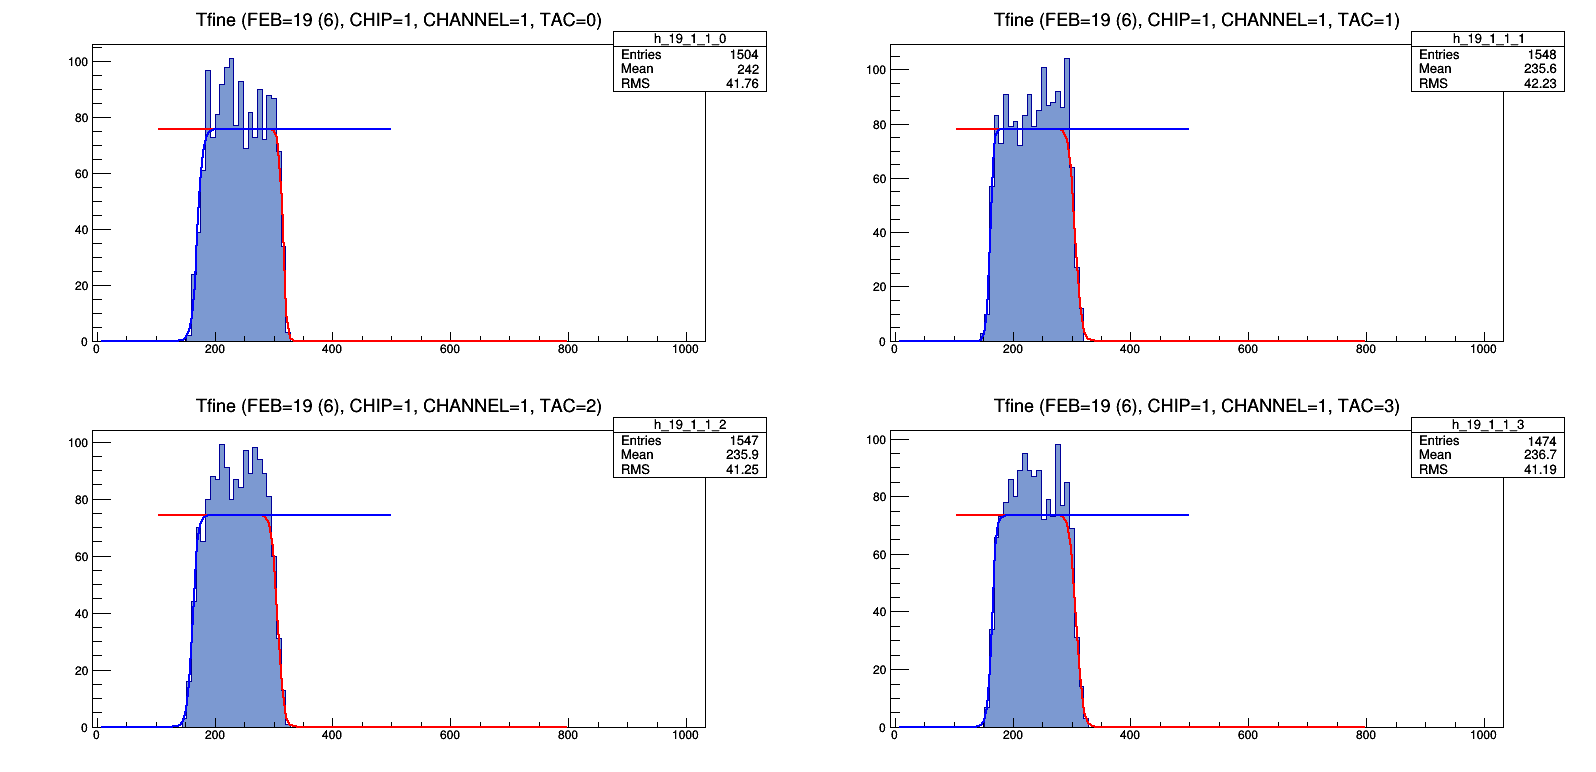 Tfine (FEB=19 (6), CHIP=1, CHANNEL=1, TAC=0)
h_19_1_1_0
Entries 1504
Mean 242
RMS 41.76
100
80
60
40
20
0
0 200 400 600 800 1000
Tfine (FEB=19 (6), CHIP=1, CHANNEL=1, TAC=1)
h_19_1_1_1
Entries 1548
Mean 235.6
RMS 42.23
100
80
60
40
20
0
0 200 400 600 800 1000
Tfine (FEB=19 (6), CHIP=1, CHANNEL=1, TAC=2)
h_19_1_1_2
Entries 1547
Mean 235.9
RMS 41.25
100
80
60
40
20
0
0 200 400 600 800 1000
Tfine (FEB=19 (6), CHIP=1, CHANNEL=1, TAC=3)
h_19_1_1_3
Entries 1474
Mean 236.7
RMS 41.19
100
80
60
40
20
0
0 200 400 600 800 1000